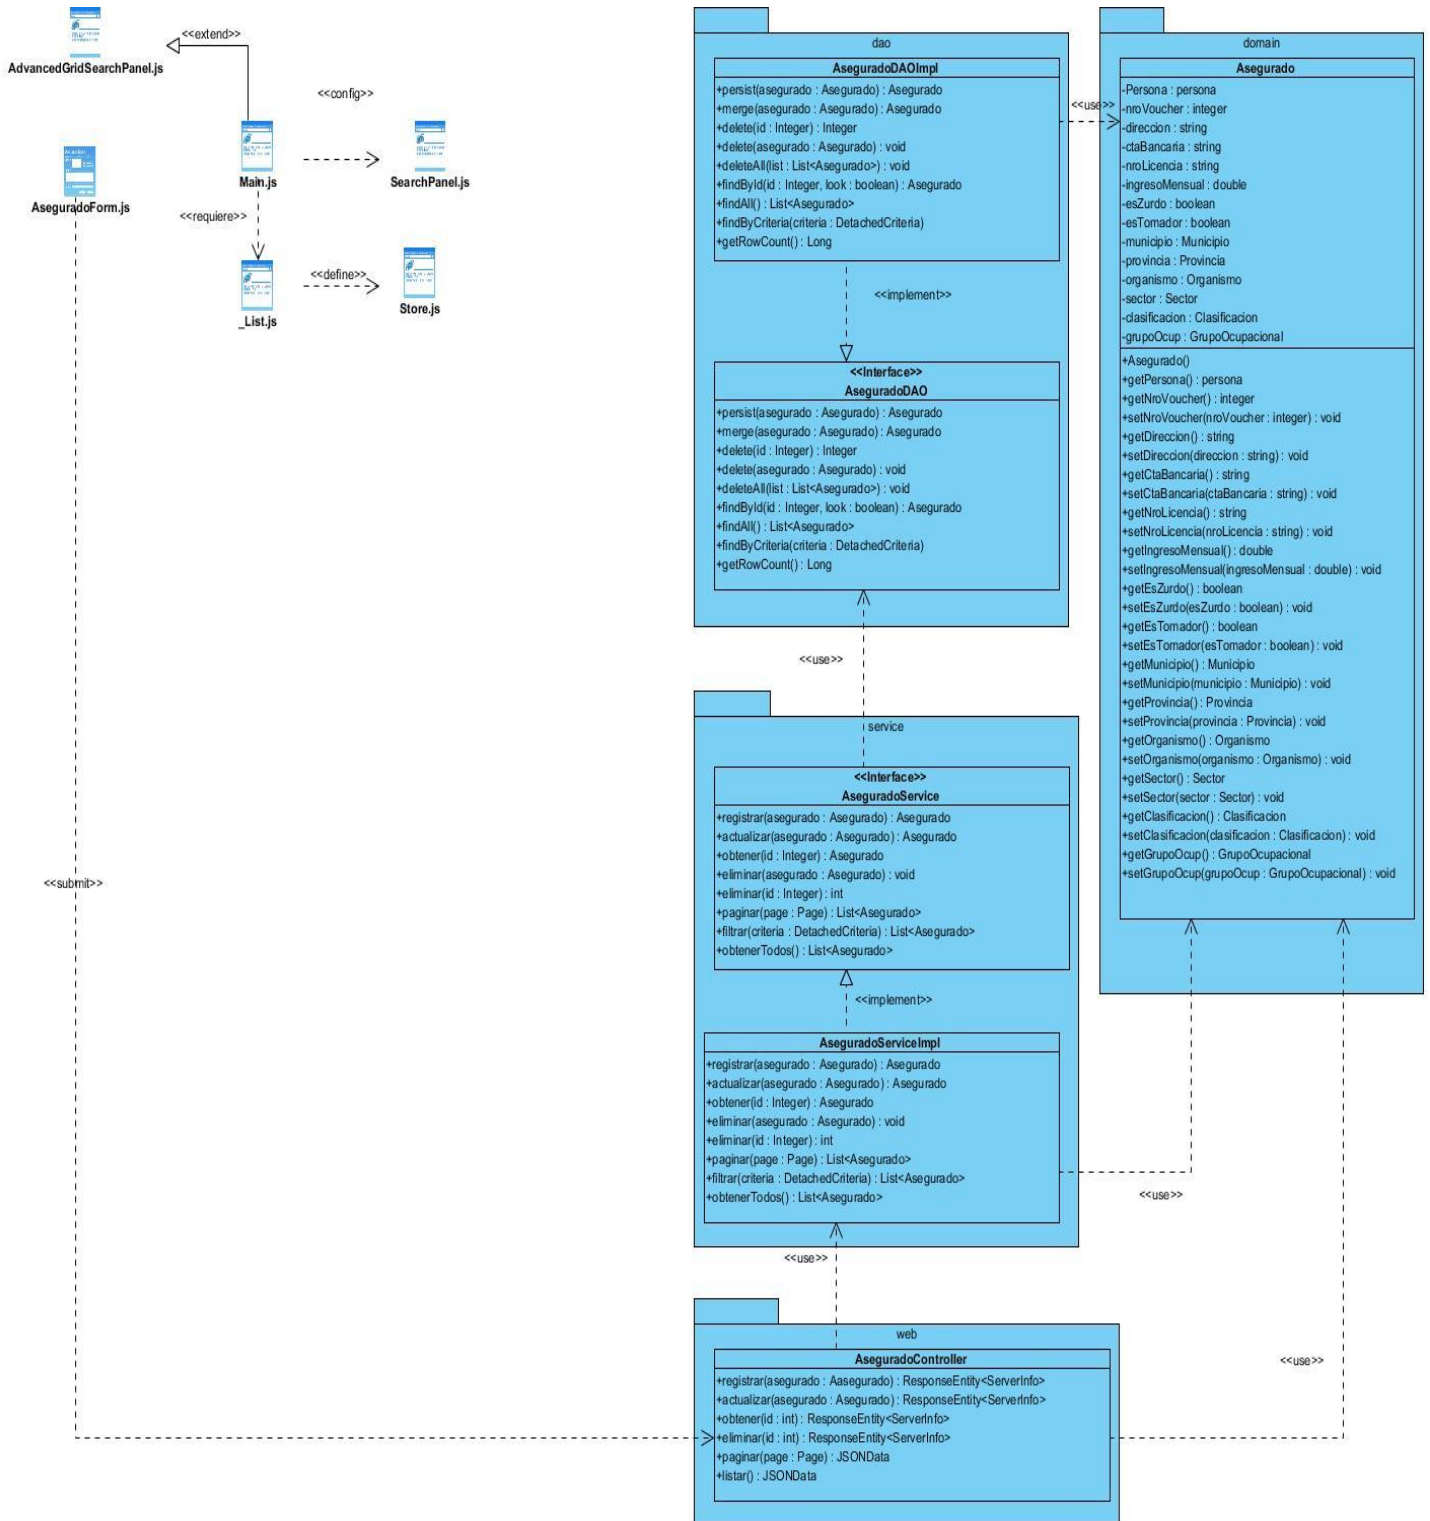 <<extend>>
AdvancedGridSearchPanel.js
<<config>>
Main.js
SearchPanel.js
AseguradoForm.js
<<requiere>>
_List.js
<<define>>
Store.js
<<submit>>
dao
AseguradoDAOImpl
+persist(asegurado : Asegurado) : Asegurado
+merge(asegurado : Asegurado) : Asegurado
+delete(id : Integer) : Integer
+delete(asegurado : Asegurado) : void
+deleteAll(list : List<Asegurado>) : void
+findById(id : Integer, look : boolean) : Asegurado
+findAll() : List<Asegurado>
+findByCriteria(criteria : DetachedCriteria)
+getRowCount() : Long
<<implement>>
<<Interface>>
AseguradoDAO
+persist(asegurado : Asegurado) : Asegurado
+merge(asegurado : Asegurado) : Asegurado
+delete(id : Integer) : Integer
+delete(asegurado : Asegurado) : void
+deleteAll(list : List<Asegurado>) : void
+findById(id : Integer, look : boolean) : Asegurado
+findAll() : List<Asegurado>
+findByCriteria(criteria : DetachedCriteria)
+getRowCount() : Long
<<use>>
<<use>>
service
<<Interface>>
AseguradoService
+registrar(asegurado : Asegurado) : Asegurado
+actualizar(asegurado : Asegurado) : Asegurado
+obtener(id : Integer) : Asegurado
+eliminar(asegurado : Asegurado) : void
+eliminar(id : Integer) : int
+paginar(page : Page) : List<Asegurado>
+filtrar(criteria : DetachedCriteria) : List<Asegurado>
+obtenerTodos() : List<Asegurado>
<<implement>>
AseguradoServiceImpl
+registrar(asegurado : Asegurado) : Asegurado
+actualizar(asegurado : Asegurado) : Asegurado
+obtener(id : Integer) : Asegurado
+eliminar(asegurado : Asegurado) : void
+eliminar(id : Integer) : int
+paginar(page : Page) : List<Asegurado>
+filtrar(criteria : DetachedCriteria) : List<Asegurado>
+obtenerTodos() : List<Asegurado>
<<use>>
<<use>>
web
AseguradoController
+registrar(asegurado : Aasegurado) : ResponseEntity<ServerInfo>
+actualizar(asegurado : Asegurado) : ResponseEntity<ServerInfo>
+obtener(id : int) : ResponseEntity<ServerInfo>
+eliminar(id : int) : ResponseEntity<ServerInfo>
+paginar(page : Page) : JSONData
+listar() : JSONData
<<use>>
domain
Asegurado
-Persona : persona
-nroVoucher : integer
-direccion : string
-ctaBancaria : string
-nroLicencia : string
-ingresoMensual : double
-esZurdo : boolean
-esTomador : boolean
-municipio : Municipio
-provincia : Provincia
-organismo : Organismo
-sector : Sector
-clasificacion : Clasificacion
-grupoOcup : GrupoOcupacional
+Asegurado()
+getPersona() : persona
+getNroVoucher() : integer
+setNroVoucher(nroVoucher : integer) : void
+getDireccion() : string
+setDireccion(direccion : string) : void
+getCtaBancaria() : string
+setCtaBancaria(ctaBancaria : string) : void
+getNroLicencia() : string
+setNroLicencia(nroLicencia : string) : void
+getIngresoMensual() : double
+setIngresoMensual(ingresoMensual : double) : void
+getEsZurdo() : boolean
+setEsZurdo(esZurdo : boolean) : void
+getEsTomador() : boolean
+setEsTomador(esTomador : boolean) : void
+getMunicipio() : Municipio
+setMunicipio(municipio : Municipio) : void
+getProvincia() : Provincia
+setProvincia(provincia : Provincia) : void
+getOrganismo() : Organismo
+setOrganismo(organismo : Organismo) : void
+getSector() : Sector
+setSector(sector : Sector) : void
+getClasificacion() : Clasificacion
+setClasificacion(clasificacion : Clasificacion) : void
+getGrupoOcup() : GrupoOcupacional
+setGrupoOcup(grupoOcup : GrupoOcupacional) : void